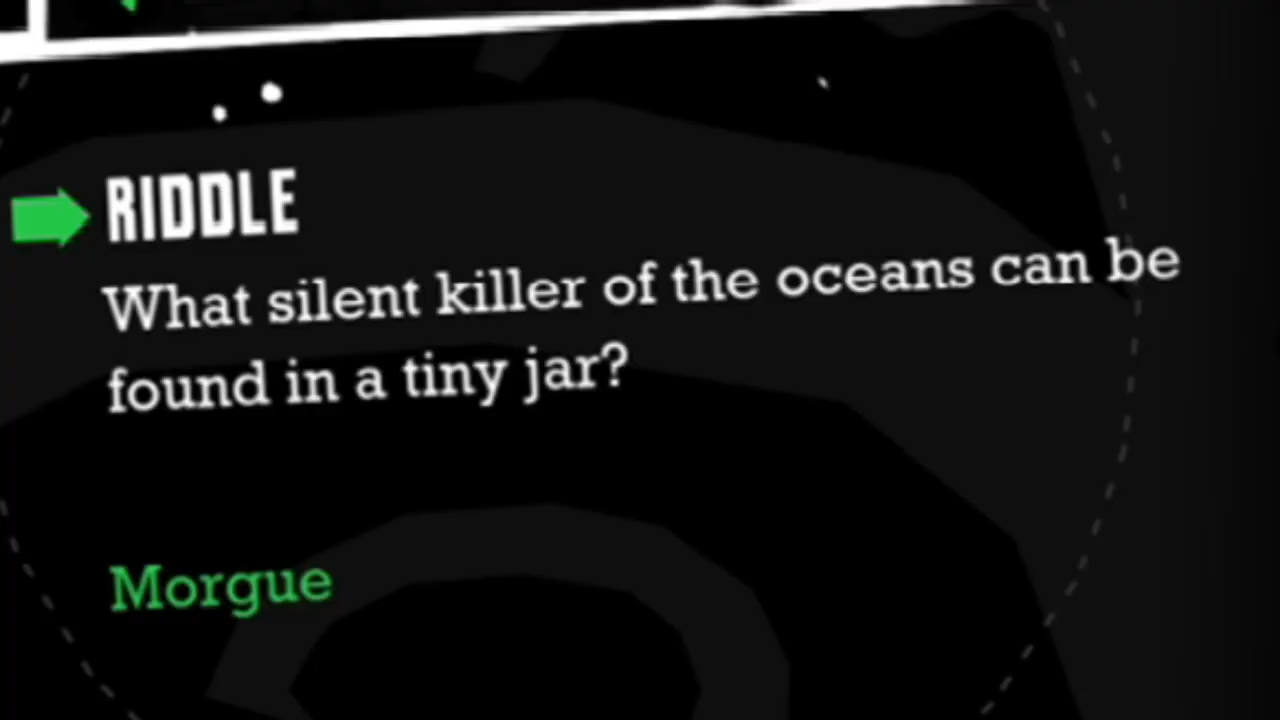 RIDDLE
What silent killer of the oceans can be
found in a tiny jar?
Morgue